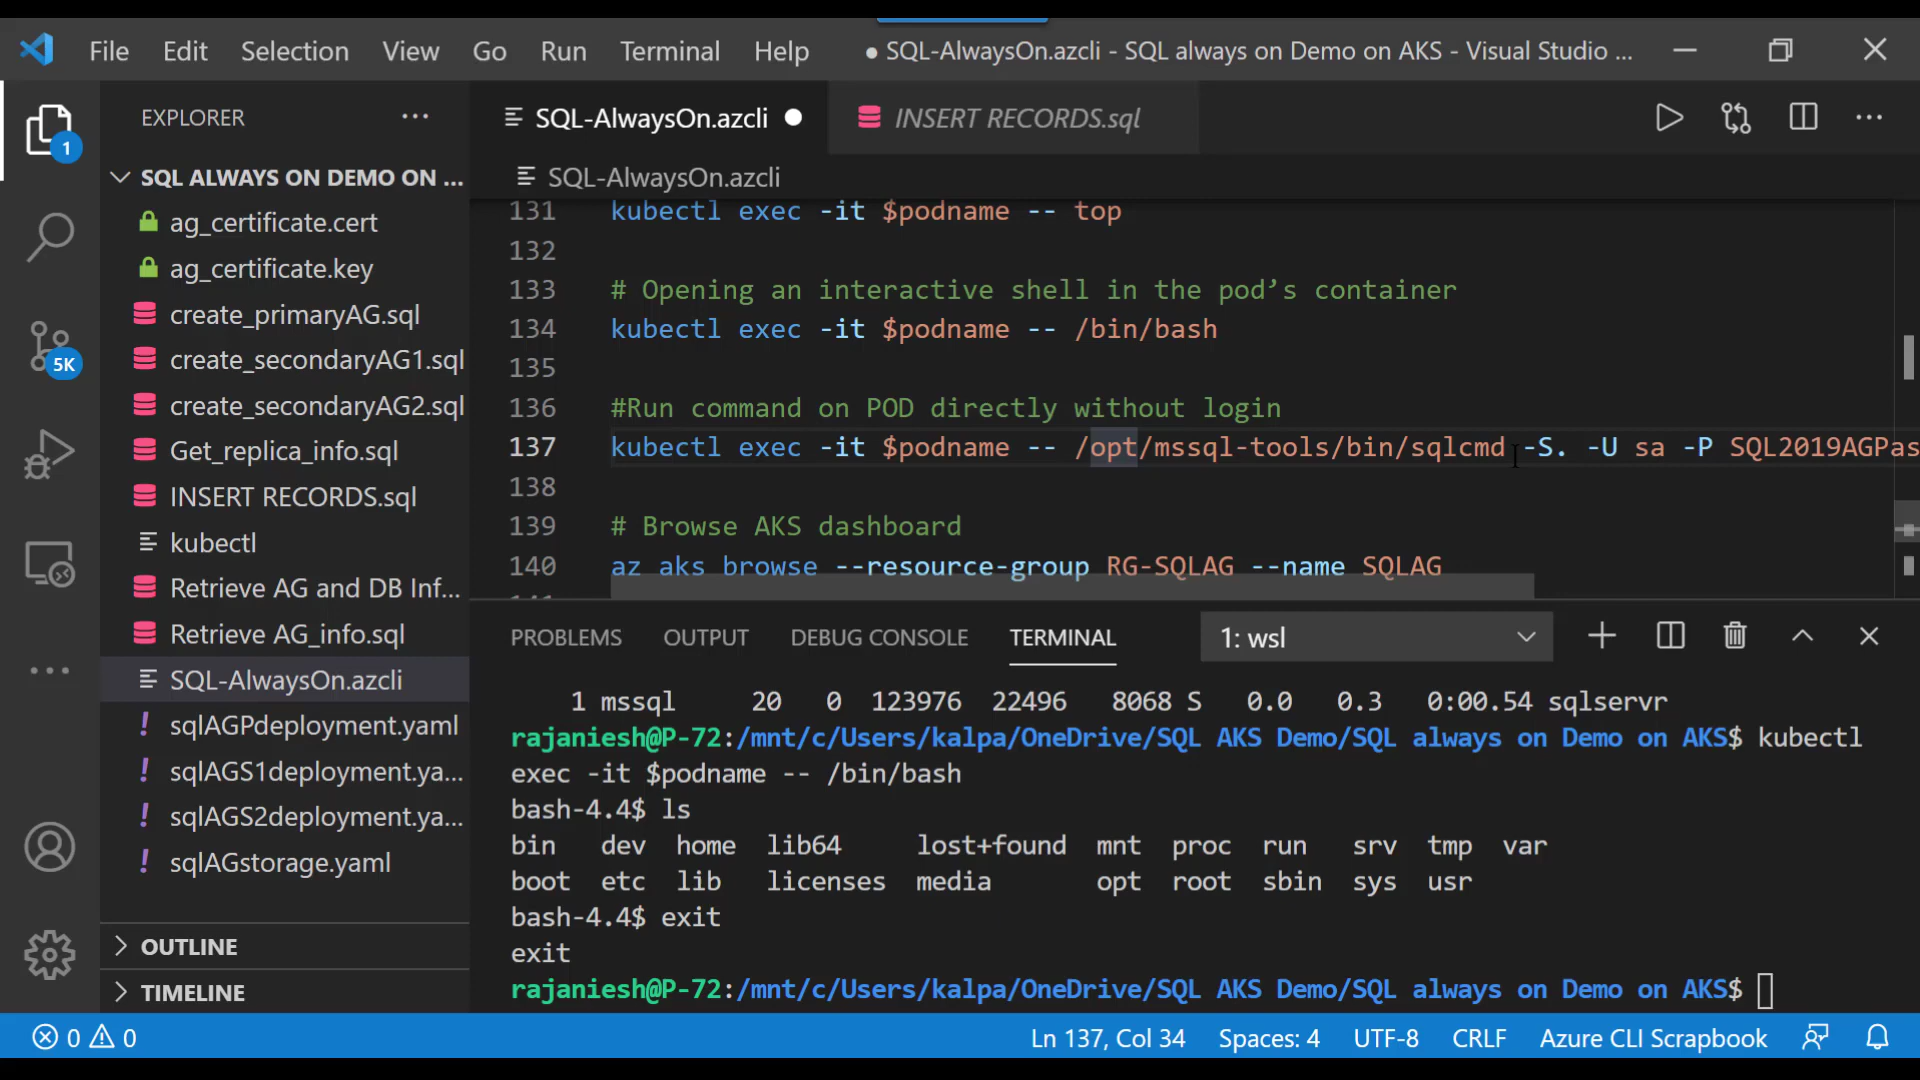 File Edit Selection View Go Run Terminal Help ● SQL-AlwaysOn.azcli - SQL always on Demo on AKS - Visual Studio ...
EXPLORER ...
SQL-AlwaysOn.azcli ●
INSERT RECORDS.sql
SQL ALWAYS ON DEMO ON ...
ag_certificate.cert
ag_certificate.key
create_primaryAG.sql
create_secondaryAG1.sql
create_secondaryAG2.sql
Get_replica_info.sql
INSERT RECORDS.sql
kubectl
Retrieve AG and DB Inf...
Retrieve AG_info.sql
SQL-AlwaysOn.azcli
! sqlAGPdeployment.yaml
! sqlAGS1deployment.ya...
! sqlAGS2deployment.ya...
! sqlAGstorage.yaml
OUTLINE
TIMELINE
1
5K
SQL-AlwaysOn.azcli
131 kubectl exec -it $podname -- top
132
133 # Opening an interactive shell in the pod’s container
134 kubectl exec -it $podname -- /bin/bash
135
136 #Run command on POD directly without login
137 kubectl exec -it $podname -- /opt/mssql-tools/bin/sqlcmd -S. -U sa -P SQL2019AGPas
138
139 # Browse AKS dashboard
140 az aks browse --resource-group RG-SQLAG --name SQLAG
PROBLEMS OUTPUT DEBUG CONSOLE TERMINAL 1: wsl
1 mssql 20 0 123976 22496 8068 S 0.0 0.3 0:00.54 sqlservr
rajaniesh@P-72:/mnt/c/Users/kalpa/OneDrive/SQL AKS Demo/SQL always on Demo on AKS$ kubectl
exec -it $podname -- /bin/bash
bash-4.4$ ls
bin dev home lib64 lost+found mnt proc run srv tmp var
boot etc lib licenses media opt root sbin sys usr
bash-4.4$ exit
exit
rajaniesh@P-72:/mnt/c/Users/kalpa/OneDrive/SQL AKS Demo/SQL always on Demo on AKS$
0 0 Ln 137, Col 34 Spaces: 4 UTF-8 CRLF Azure CLI Scrapbook